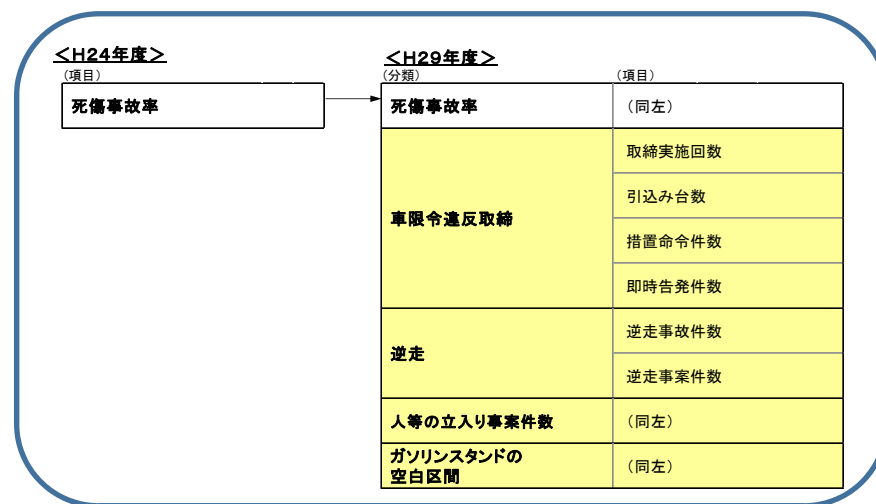 ＜H24年度＞
（項目）
死傷事故率
＜H29年度＞
（分類）
（項目）
死傷事故率
（同左）
車限令違反取締
取締実施回数
引込み台数
措置命令件数
即時告発件数
逆走
逆走事故件数
逆走事案件数
人等の立入り事案件数
（同左）
ガソリンスタンドの
空白区間
（同左）